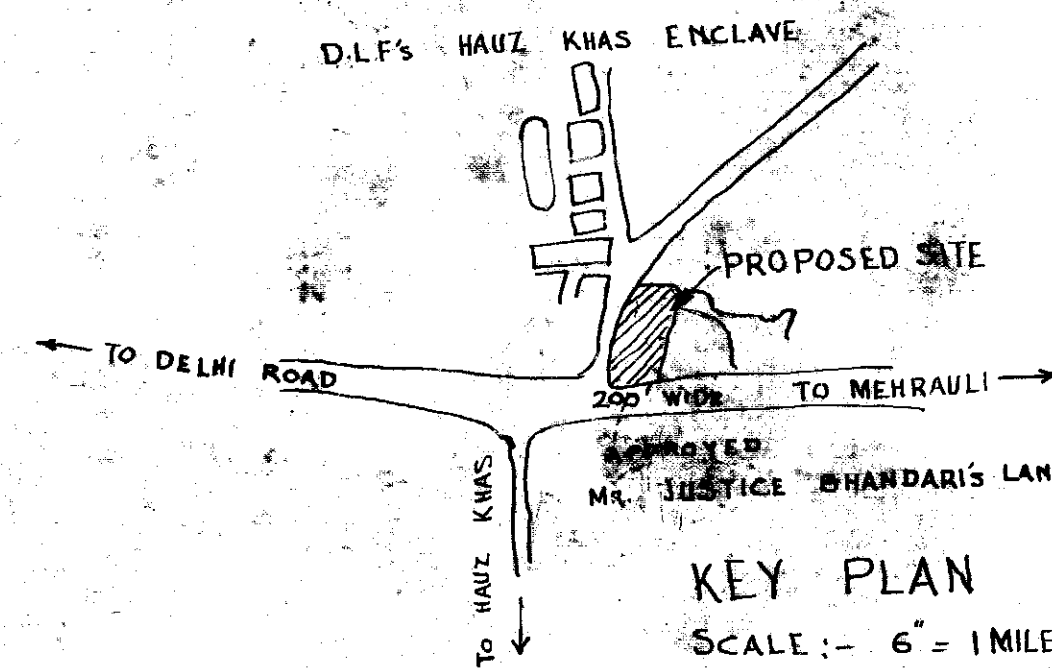 D.L.F's HAUZ KHAS ENCLAVE
PROPOSED SITE
TO DELHI ROAD
200' WIDE
TO MEHRAULI
APPROVED
MR. JUSTICE BHANDARI'S LAN
TO HAUZ KHAS
KEY PLAN
SCALE :- 6" = 1 MILE